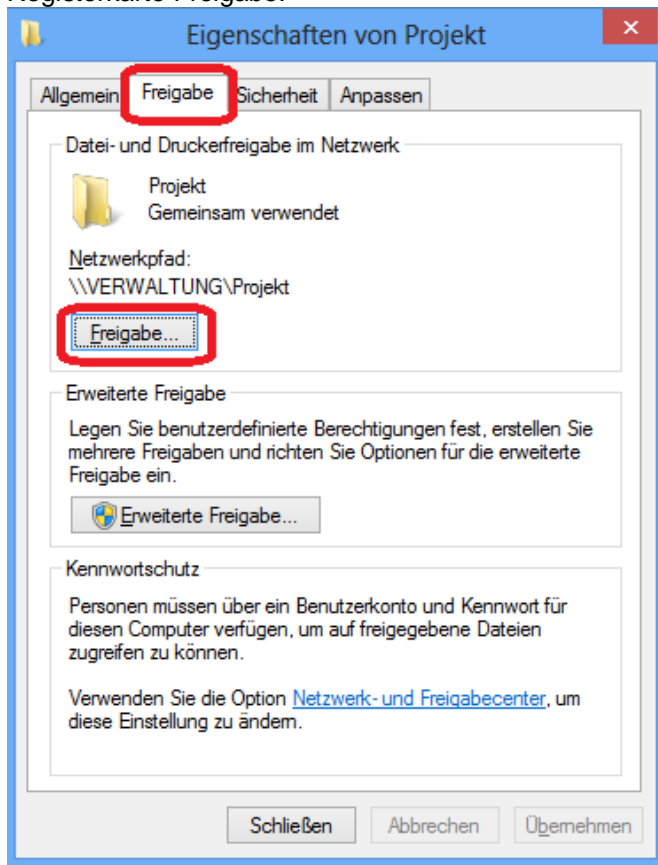 Registerkarte Freigabe.
Eigenschaften von Projekt
Allgemein Freigabe Sicherheit Anpassen
Datei- und Druckerfreigabe im Netzwerk
Projekt
Gemeinsam verwendet
Netzwerkpfad:
\\VERWALTUNG\Projekt
Freigabe...
Erweiterte Freigabe
Legen Sie benutzerdefinierte Berechtigungen fest, erstellen Sie
mehrere Freigaben und richten Sie Optionen für die erweiterte
Freigabe ein.
Erweiterte Freigabe...
Kennwortschutz
Personen müssen über ein Benutzerkonto und Kennwort für
diesen Computer verfügen, um auf freigegebene Dateien
zugreifen zu können.
Verwenden Sie die Option Netzwerk- und Freigabecenter, um
diese Einstellung zu ändern.
Schließen Abbrechen Übernehmen